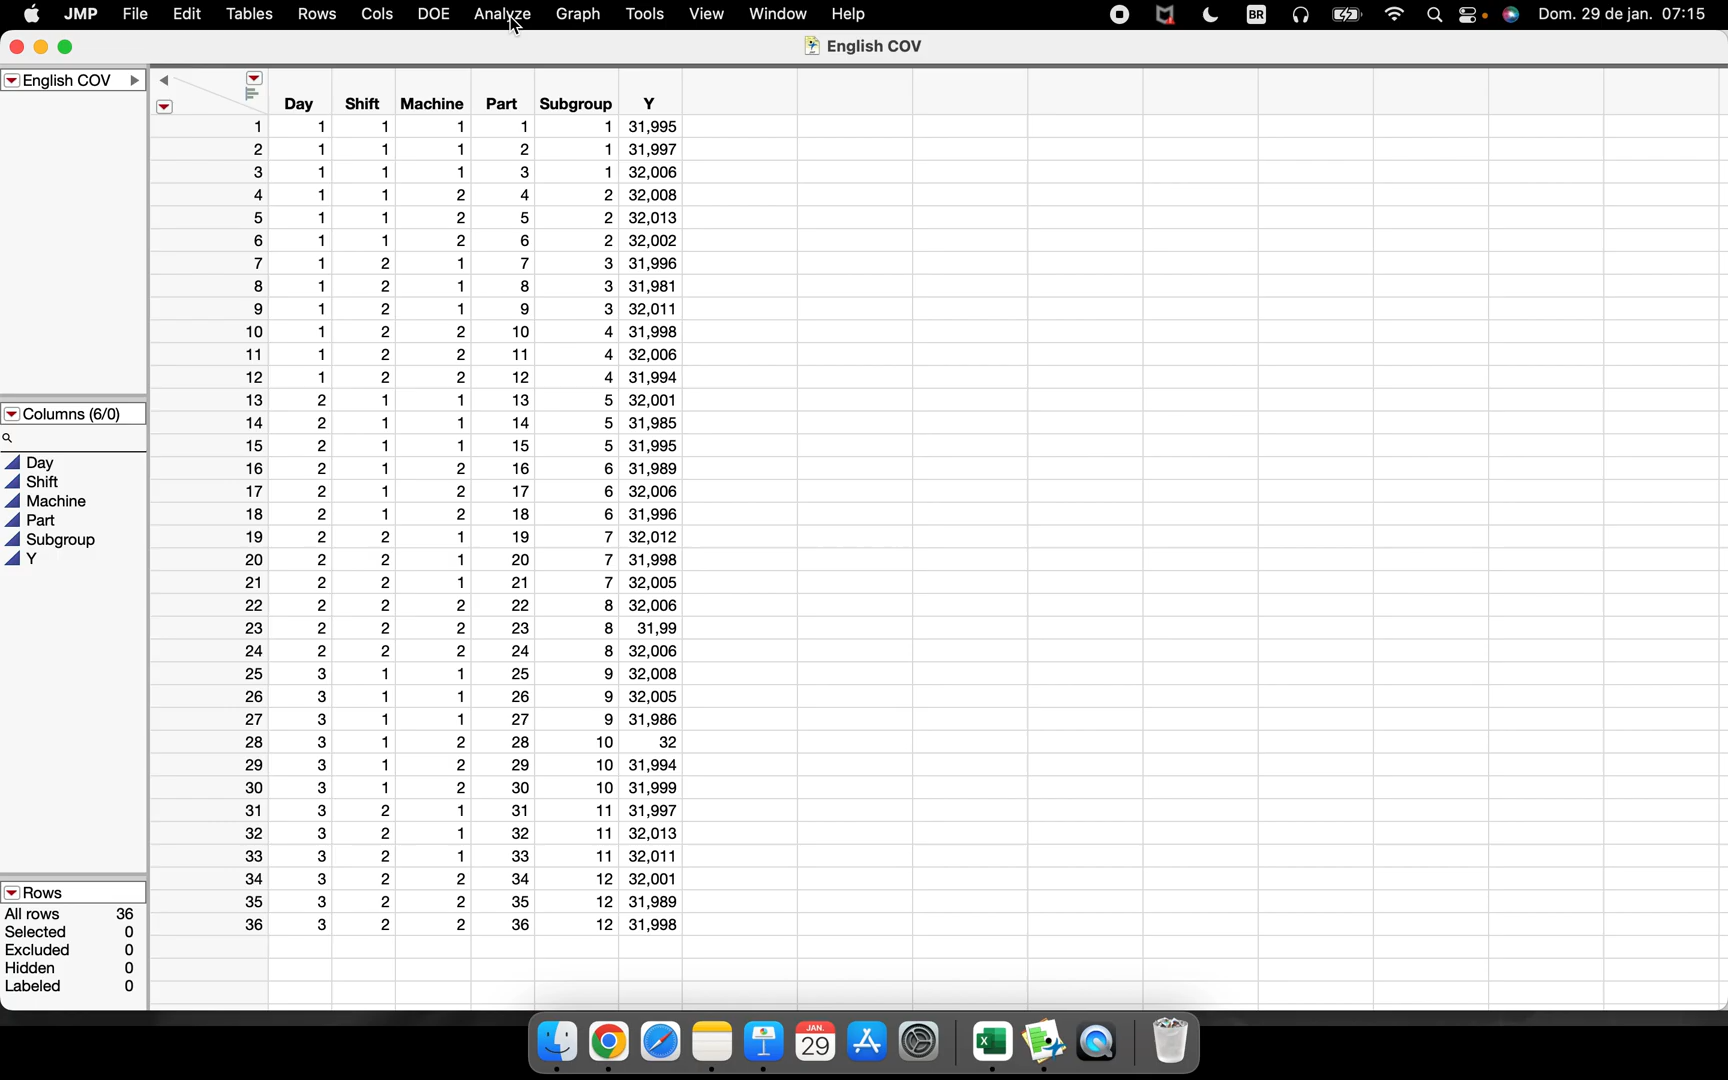 JMP File Edit Tables Rows Cols DOE Analyze Graph Tools View Window Help BR Dom. 29 de jan. 07:15
English COV
English COV
Day Shift Machine Part Subgroup Y
1 1 1 1 1 1 31,995
2 1 1 1 2 1 31,997
3 1 1 1 3 1 32,006
4 1 1 2 4 2 32,008
5 1 1 2 5 2 32,013
6 1 1 2 6 2 32,002
7 1 2 1 7 3 31,996
8 1 2 1 8 3 31,981
9 1 2 1 9 3 32,011
10 1 2 2 10 4 31,998
11 1 2 2 11 4 32,006
12 1 2 2 12 4 31,994
13 2 1 1 13 5 32,001
14 2 1 1 14 5 31,985
15 2 1 1 15 5 31,995
16 2 1 2 16 6 31,989
17 2 1 2 17 6 32,006
18 2 1 2 18 6 31,996
19 2 2 1 19 7 32,012
20 2 2 1 20 7 31,998
21 2 2 1 21 7 32,005
22 2 2 2 22 8 32,006
23 2 2 2 23 8 31,99
24 2 2 2 24 8 32,006
25 3 1 1 25 9 32,008
26 3 1 1 26 9 32,005
27 3 1 1 27 9 31,986
28 3 1 2 28 10 32
29 3 1 2 29 10 31,994
30 3 1 2 30 10 31,999
31 3 2 1 31 11 31,997
32 3 2 1 32 11 32,013
33 3 2 1 33 11 32,011
34 3 2 2 34 12 32,001
35 3 2 2 35 12 31,989
36 3 2 2 36 12 31,998
Columns (6/0)
Day
Shift
Machine
Part
Subgroup
Y
Rows
All rows 36
Selected 0
Excluded 0
Hidden 0
Labeled 0
JAN.
29